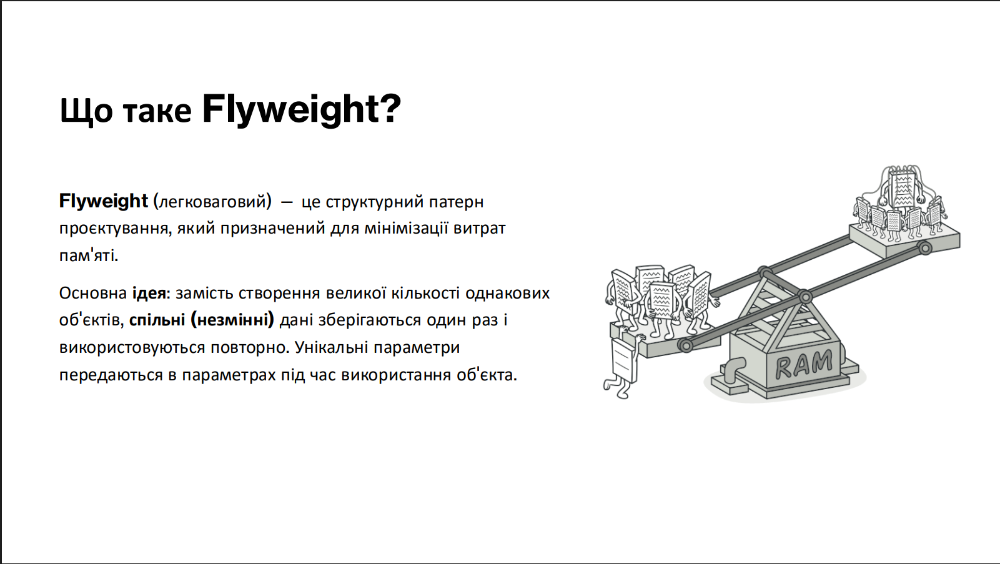 Що таке Flyweight?
Flyweight (легковаговий) – це структурний патерн
проєктування, який призначений для мінімізації витрат
пам'яті.
Основна ідея: замість створення великої кількості однакових
об'єктів, спільні (незмінні) дані зберігаються один раз і
використовуються повторно. Унікальні параметри
передаються в параметрах під час використання об'єкта.
RAM